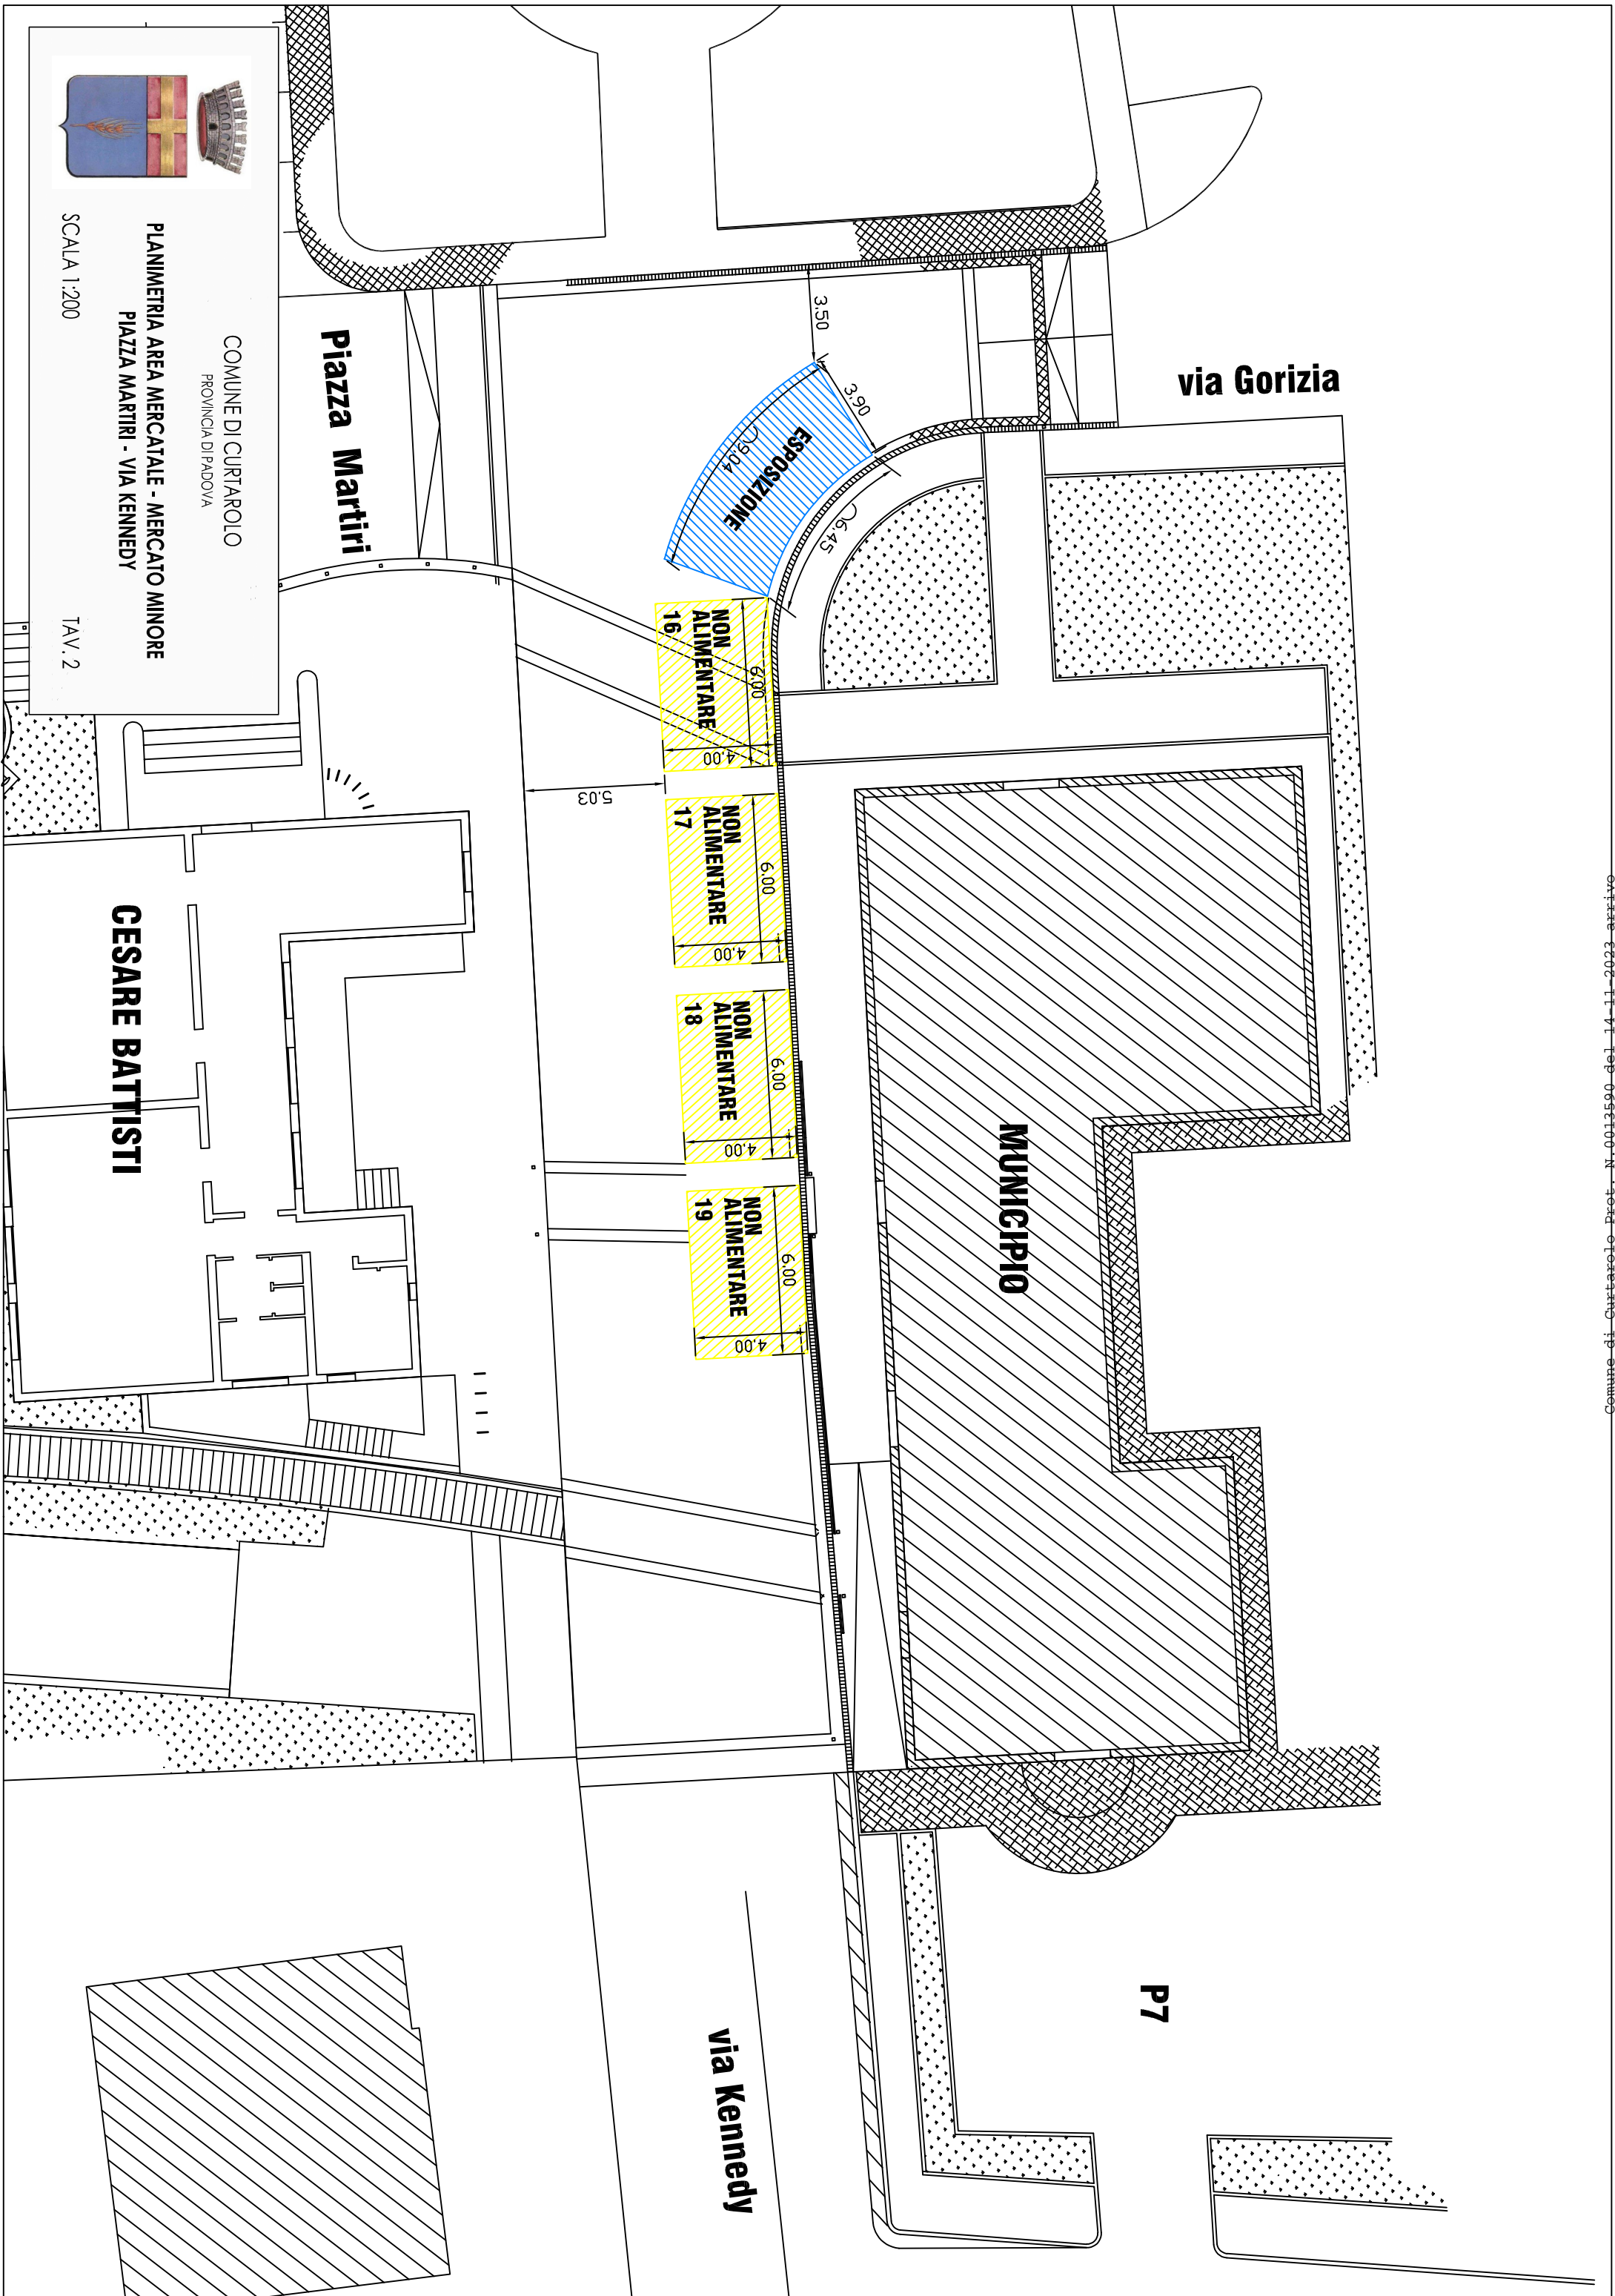 COMUNE DI CURTAROLO
PROVINCIA DI PADOVA
PLANIMETRIA AREA MERCATALE - MERCATO MINORE
PIAZZA MARTIRI - VIA KENNEDY
SCALA 1:200
TAV. 2
via Gorizia
Piazza Martiri
3.50
3.90
9.04
ESPOSIZIONE
6.45
NON
ALIMENTARE
16
6.00
4.00
5.03
NON
ALIMENTARE
17
6.00
4.00
NON
ALIMENTARE
18
6.00
4.00
NON
ALIMENTARE
19
6.00
4.00
MUNICIPIO
CESARE BATTISTI
P7
via Kennedy
Comune di Curtarolo Prot. N.0013590 del 14-11-2023 arrivo